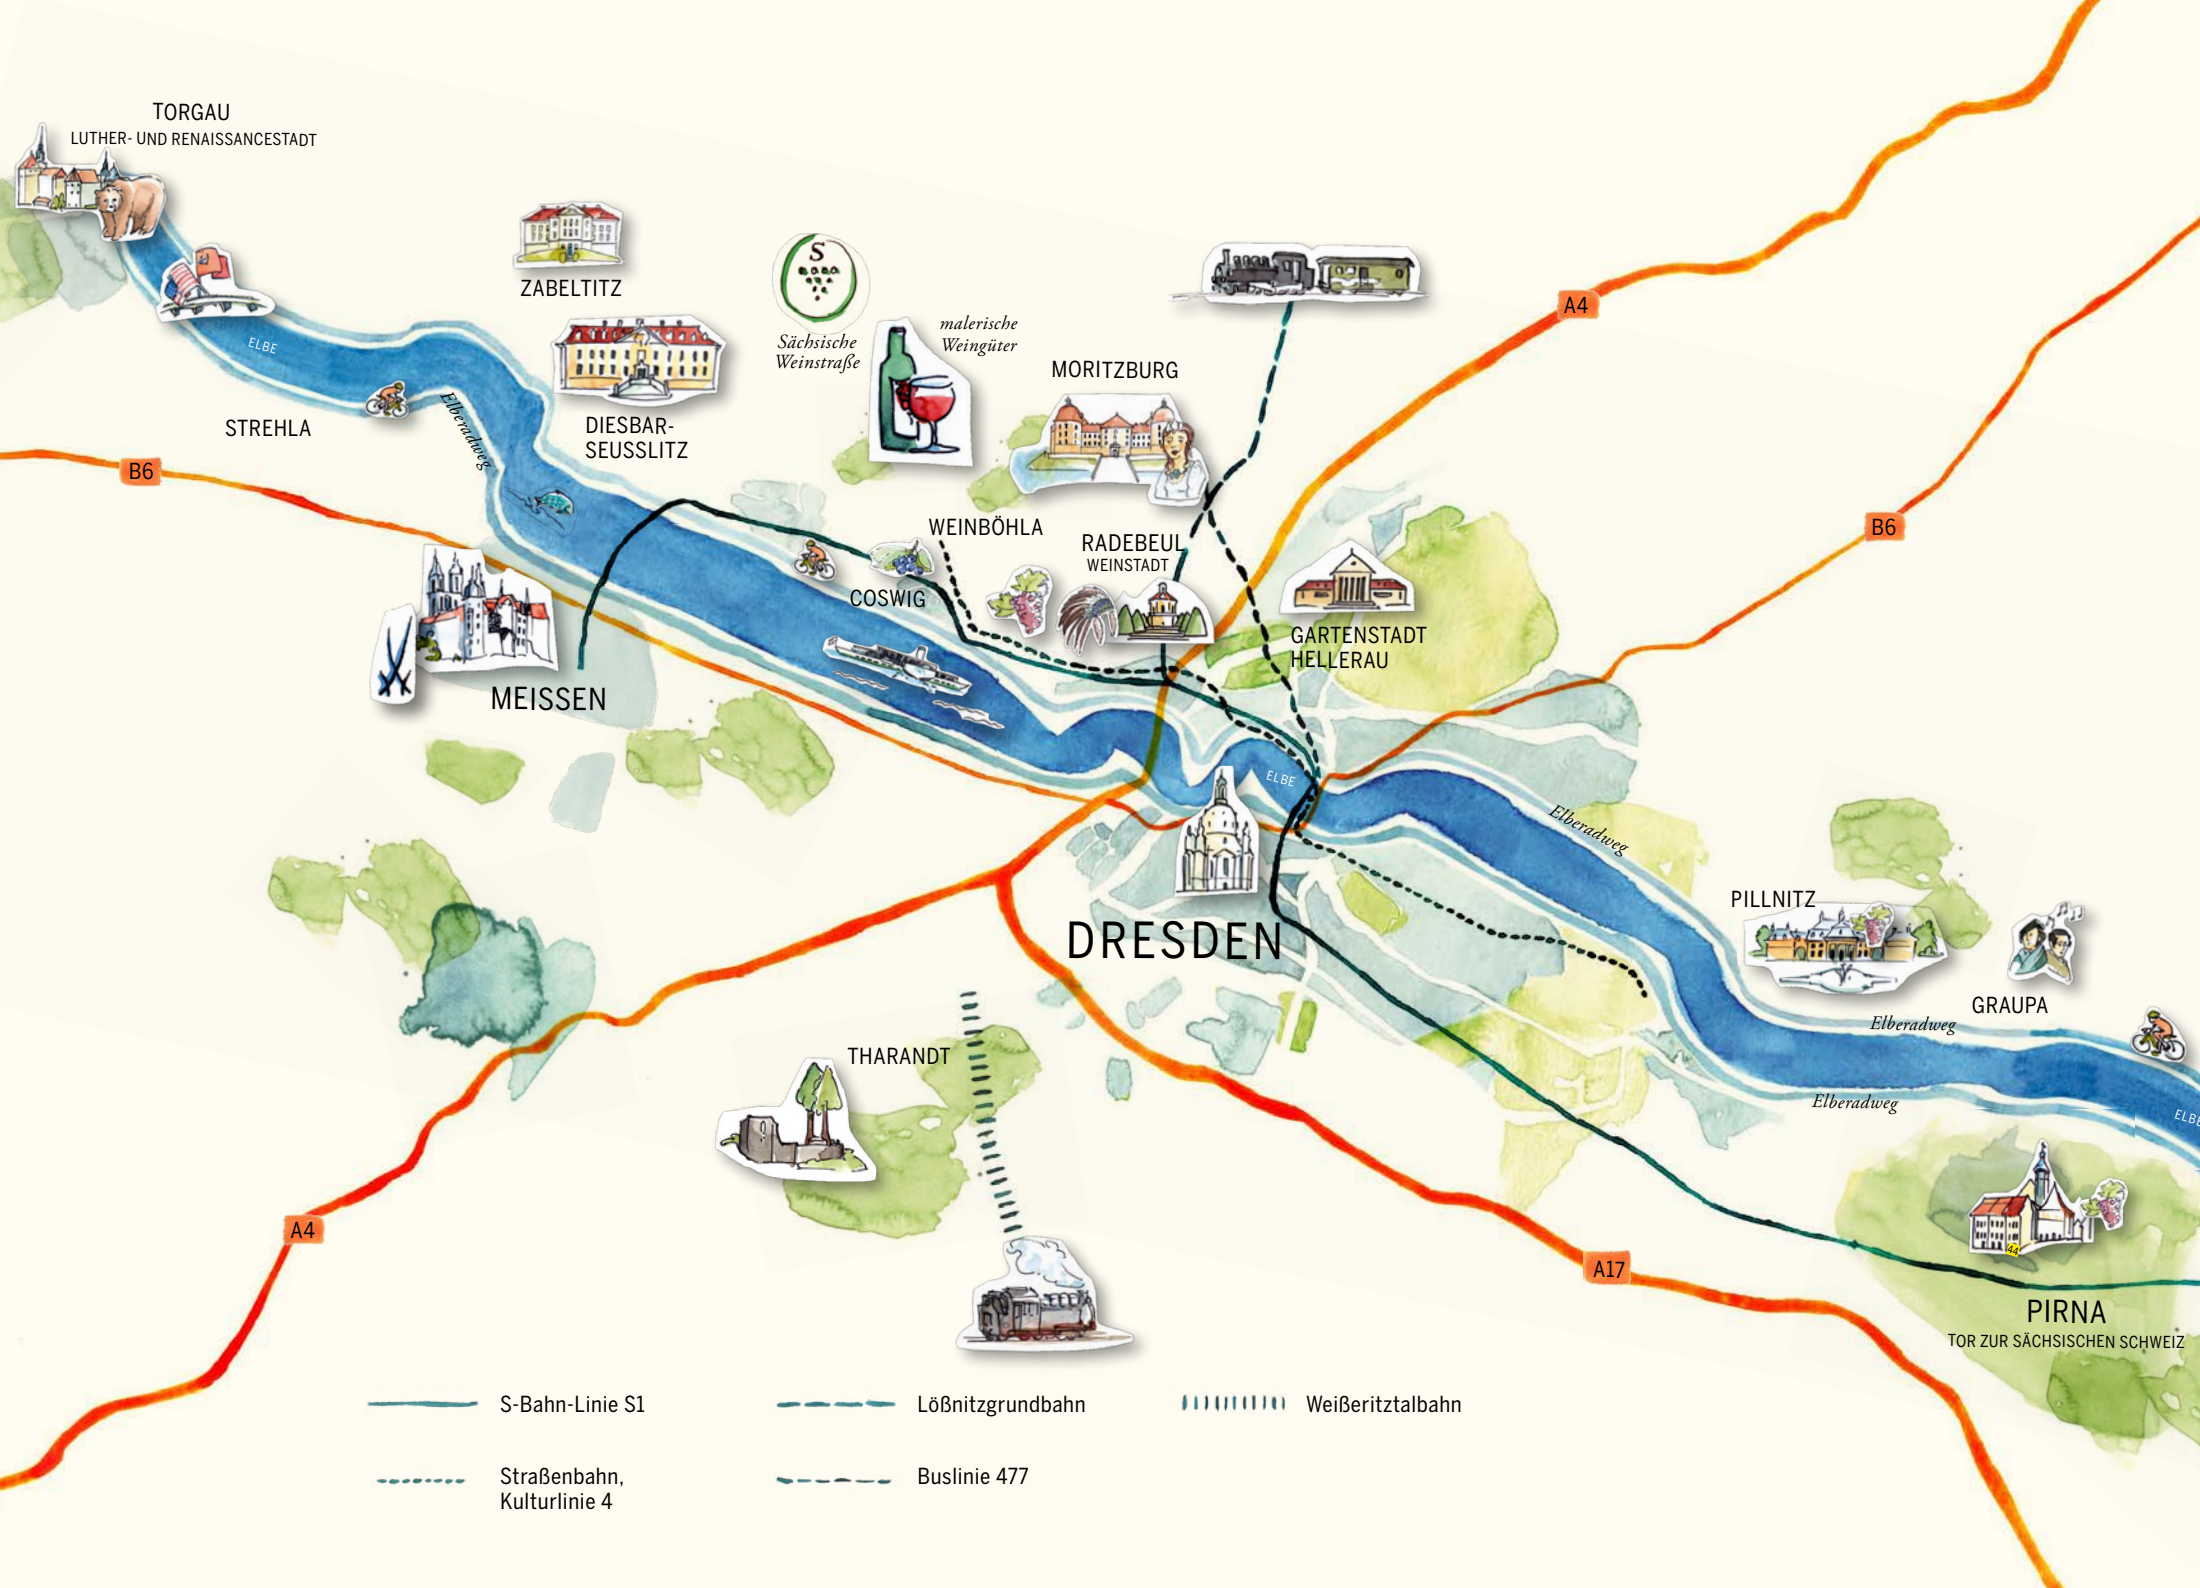 TORGAU
LUTHER- UND RENAISSANCESTADT
ZABELTITZ
S
Sächsische
Weinstraße
malerische
Weingüter
A4
ELBE
MORITZBURG
STREHLA
Elberadweg
DIESBAR-
SEUSSLITZ
B6
B6
WEINBÖHLA
RADEBEUL
WEINSTADT
COSWIG
GARTENSTADT
HELLERAU
MEISSEN
ELBE
Elberadweg
PILLNITZ
DRESDEN
GRAUPA
Elberadweg
THARANDT
Elberadweg
ELBE
A4
44
A17
PIRNA
TOR ZUR SÄCHSISCHEN SCHWEIZ
S-Bahn-Linie S1
Lößnitzgrundbahn
Weißeritztalbahn
Straßenbahn,
Kulturlinie 4
Buslinie 477